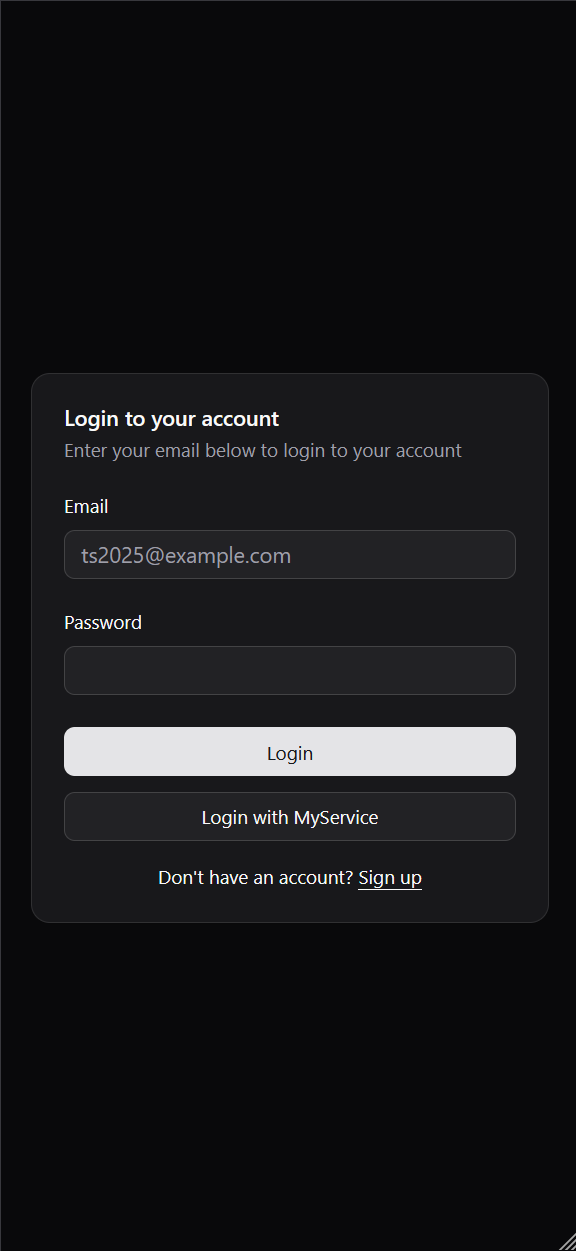 Login to your account
Enter your email below to login to your account
Email
ts2025@example.com
Password
Login
Login with MyService
Don't have an account? Sign up